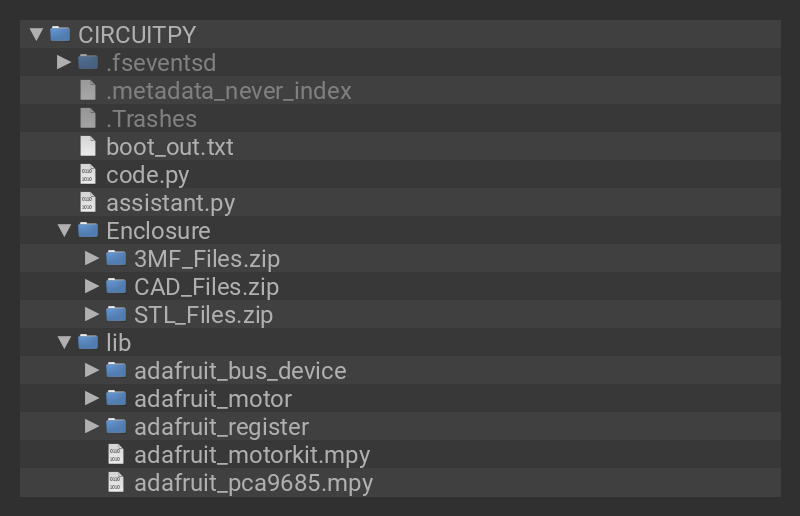 CIRCUITPY
.fseventsd
.metadata_never_index
.Trashes
boot_out.txt
code.py
assistant.py
Enclosure
3MF_Files.zip
CAD_Files.zip
STL_Files.zip
lib
adafruit_bus_device
adafruit_motor
adafruit_register
adafruit_motorkit.mpy
adafruit_pca9685.mpy